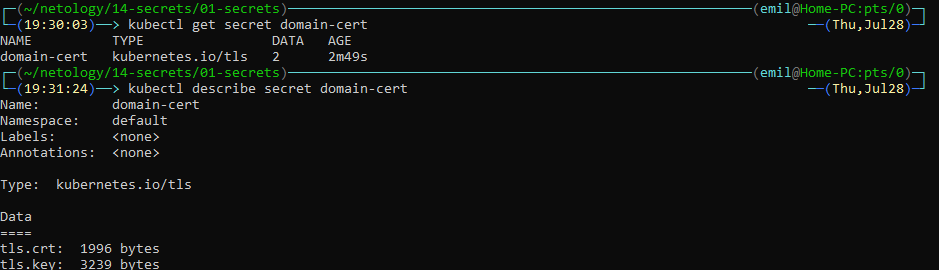 (~/netology/14-secrets/01-secrets) (emil@Home-PC:pts/0)
(19:30:03)──> kubectl get secret domain-cert (Thu,Jul28)
NAME TYPE DATA AGE
domain-cert kubernetes.io/tls 2 2m49s
(~/netology/14-secrets/01-secrets) (emil@Home-PC:pts/0)
(19:31:24)──> kubectl describe secret domain-cert (Thu,Jul28)
Name: domain-cert
Namespace: default
Labels: <none>
Annotations: <none>
Type: kubernetes.io/tls
Data
====
tls.crt: 1996 bytes
tls.key: 3239 bytes